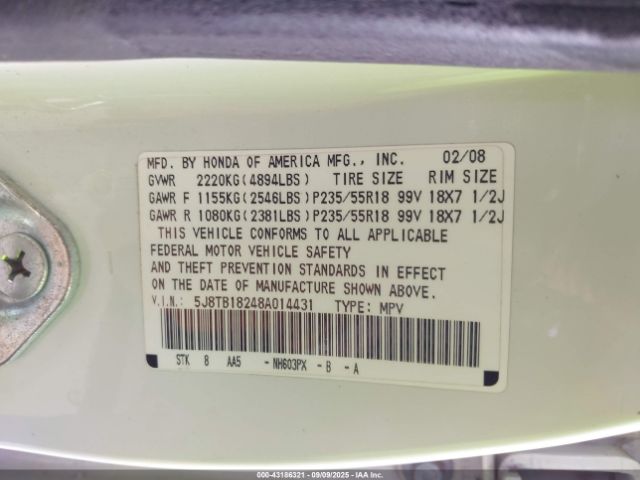 MFD. BY HONDA OF AMERICA MFG., INC. 02/08
GVWR 2220KG(4894LBS) TIRE SIZE RIM SIZE
GAWR F 1155KG(2546LBS)P235/55R18 99V 18X7 1/2J
GAWR R 1080KG(2381LBS)P235/55R18 99V 18X7 1/2J
THIS VEHICLE CONFORMS TO ALL APPLICABLE
FEDERAL MOTOR VEHICLE SAFETY
AND THEFT PREVENTION STANDARDS IN EFFECT
ON THE DATE OF MANUFACTURE SHOWN ABOVE.
V.I.N.: 5J8TB18248A014431 TYPE: MPV
STK 8 AA5 -NH603PX -B -A
000-43186321 - 09/09/2025 - IAA Inc.